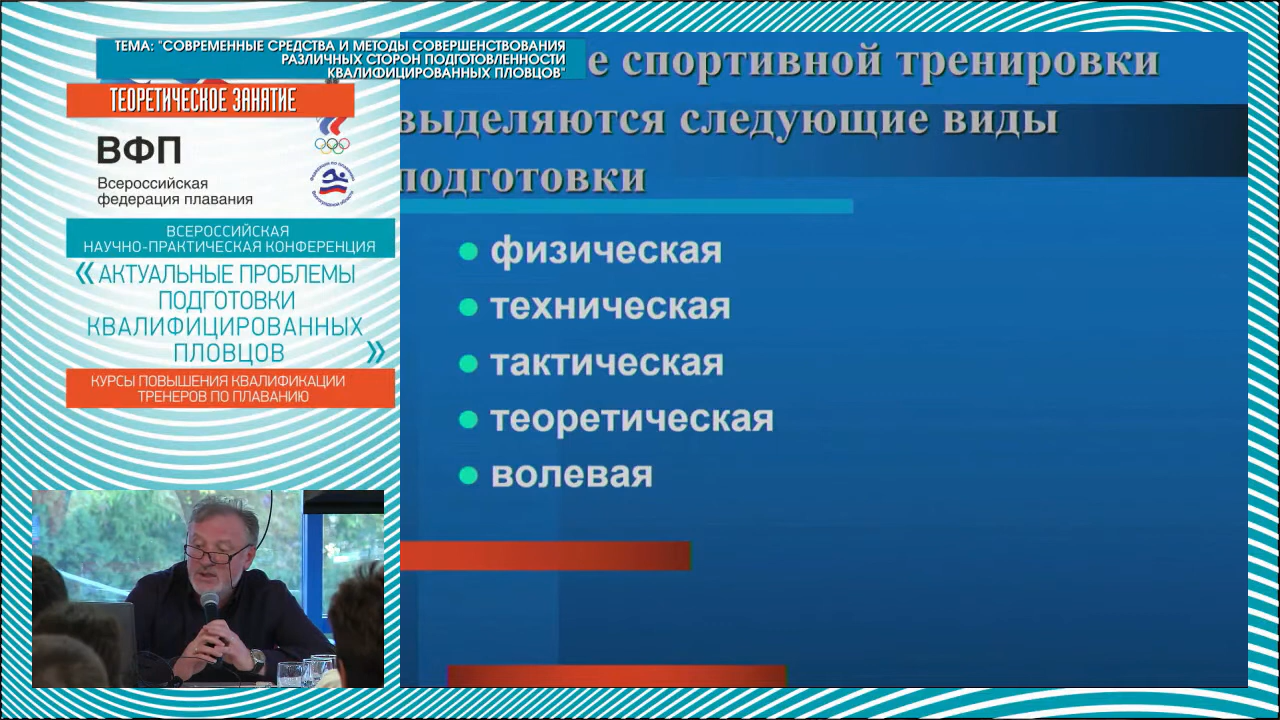 ТЕМА: "СОВРЕМЕННЫЕ СРЕДСТВА И МЕТОДЫ СОВЕРШЕНСТВОВАНИЯ
РАЗЛИЧНЫХ СТОРОН ПОДГОТОВЛЕННОСТИ
КВАЛИФИЦИРОВАННЫХ ПЛОВЦОВ"
ТЕОРЕТИЧЕСКОЕ ЗАНЯТИЕ
ВФП
Всероссийская
федерация плавания
ВСЕРОССИЙСКАЯ
НАУЧНО-ПРАКТИЧЕСКАЯ КОНФЕРЕНЦИЯ
«АКТУАЛЬНЫЕ ПРОБЛЕМЫ
ПОДГОТОВКИ
КВАЛИФИЦИРОВАННЫХ
ПЛОВЦОВ»
КУРСЫ ПОВЫШЕНИЯ КВАЛИФИКАЦИИ
ТРЕНЕРОВ ПО ПЛАВАНИЮ
е спортивной тренировки
выделяются следующие виды
подготовки
• физическая
• техническая
• тактическая
• теоретическая
• волевая